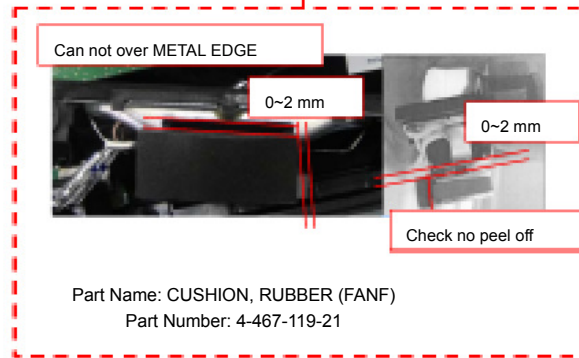 Can not over METAL EDGE
0~2 mm
0~2 mm
Check no peel off
Part Name: CUSHION, RUBBER (FANF)
Part Number: 4-467-119-21